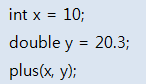 int x = 10;
double y = 20.3;
plus(x, y);